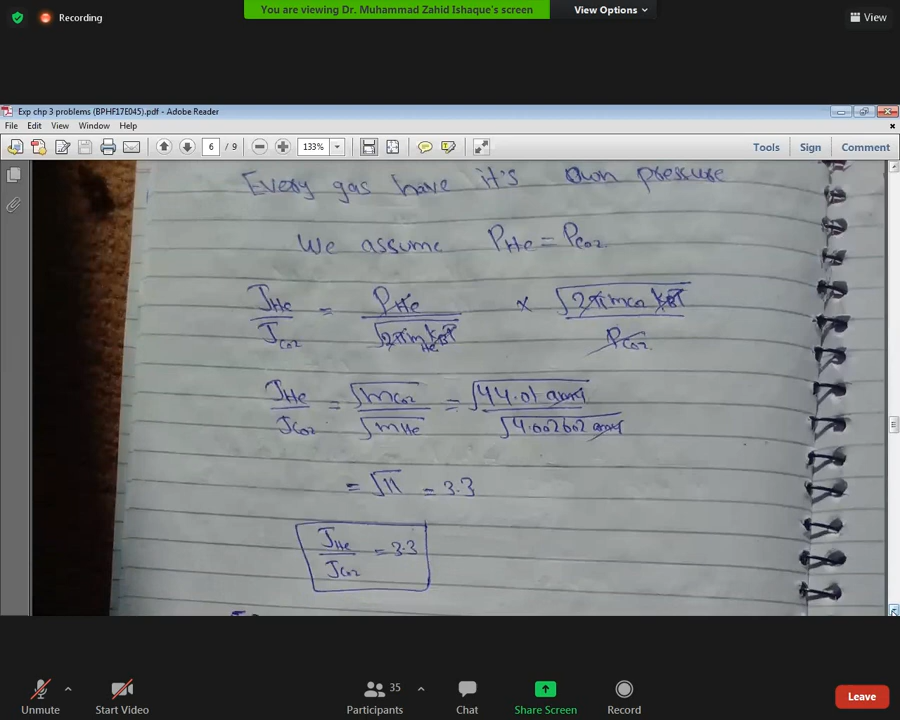 You are viewing Dr. Muhammad Zahid Ishaque's screen
View Options
Recording
View
Exp chp 3 problems (BPHF17E045).pdf - Adobe Reader
File Edit View Window Help
6 / 9 133% Tools Sign Comment
Every gas have it's own pressure
We assume P_He = P_CO2
J_He / J_CO2 = P_He / √(2πm_He k_BT) × √(2πm_CO2 k_BT) / P_CO2
J_He / J_CO2 = √m_CO2 / √m_He = √44.01 amu / √4.002602 amu
= √11 = 3.3
J_He / J_CO2 = 3.3
Unmute
Start Video
35
Participants
Chat
Share Screen
Record
Leave